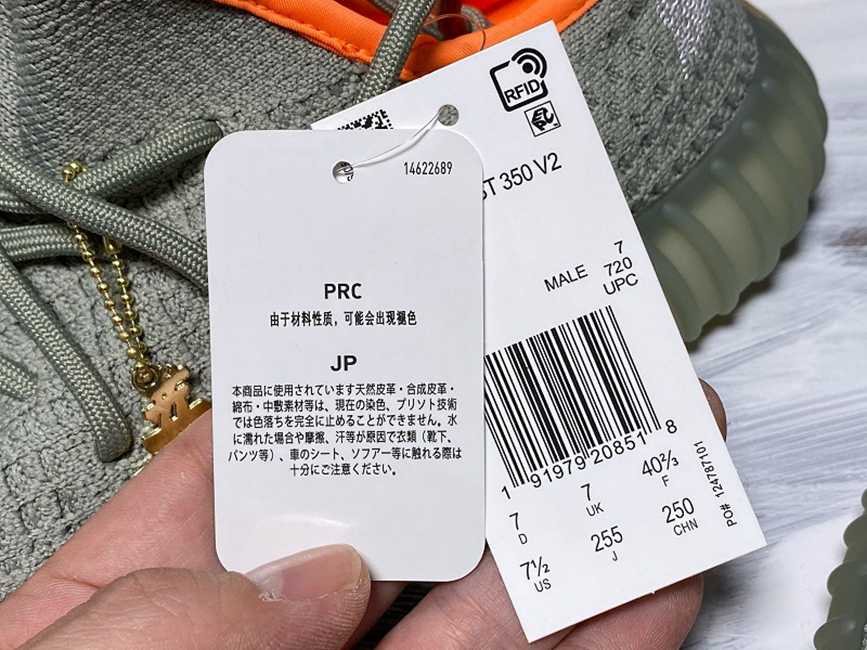 14622689
PRC
由于材料性质，可能会出现褪色
JP
本商品に使用されています天然皮革・合成皮革・
綿布・中敷素材等は、現在の染色、プリソト技術
では色落ちを完全に止めることができません。水
に濡れた場合や摩擦、汗等が原因で衣類（靴下、
パンツ等）、車のシート、ソフアー等に触れる際は
十分にご注意ください。
RFID
ST 350 V2
7
MALE 720
UPC
1 91979 20851 8
7 7 40⅔
D UK F
7½ 255 250
US J CHN
PO# 124787101